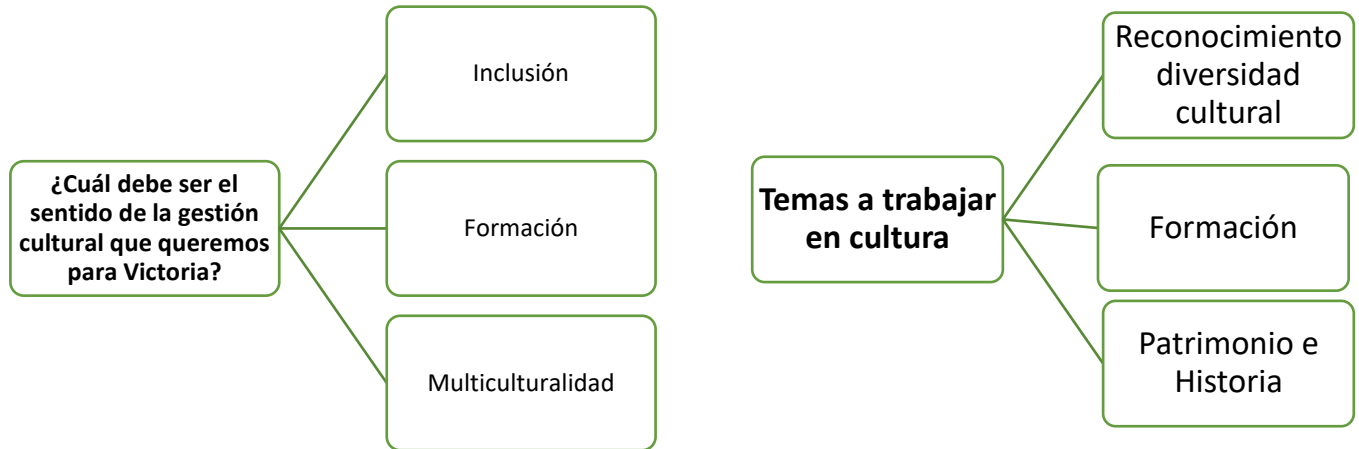 ¿Cuál debe ser el
sentido de la gestión
cultural que queremos
para Victoria?
Inclusión
Formación
Multiculturalidad
Temas a trabajar
en cultura
Reconocimiento
diversidad
cultural
Formación
Patrimonio e
Historia